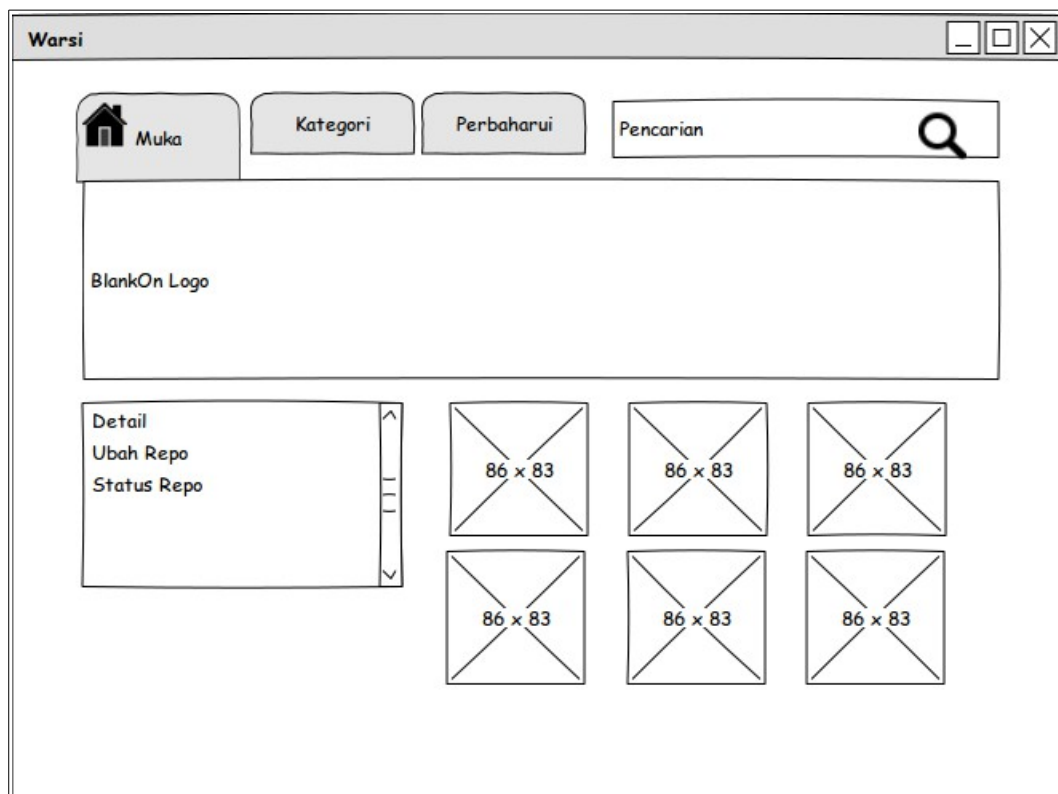 Warsi
Muka
Kategori
Perbaharui
Pencarian
BlankOn Logo
Detail
Ubah Repo
Status Repo
86 x 83
86 x 83
86 x 83
86 x 83
86 x 83
86 x 83